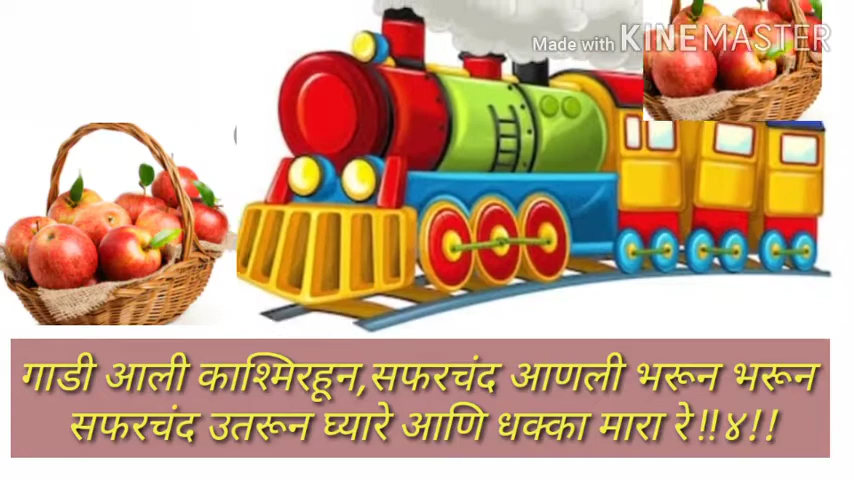 Made with KINEMASTER
गाडी आली काश्मिरहून,सफरचंद आणली भरून भरून
सफरचंद उतरून घ्यारे आणि धक्का मारा रे!!४!!